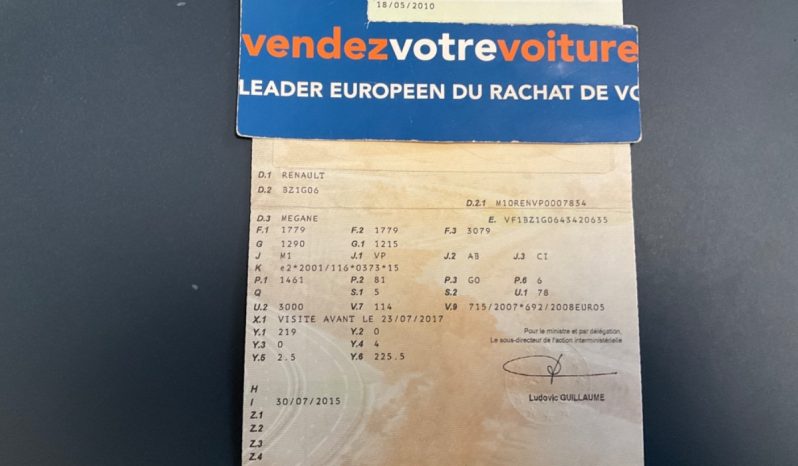 18/05/2010
vendezvotrevoiture
LEADER EUROPEEN DU RACHAT DE VO
D.1 RENAULT
D.2 BZ1G06
D.2.1 M10RENVP0007834
D.3 MEGANE
E. VF1BZ1G0643420635
F.1 1779 F.2 1779 F.3 3079
G 1290 G.1 1215
J M1 J.1 VP J.2 AB J.3 CI
K e2*2001/116*0373*15
P.1 1461 P.2 81 P.3 GO P.6 6
Q S.1 5 S.2 U.1 78
U.2 3000 V.7 114 V.9 715/2007*692/2008EURO5
X.1 VISITE AVANT LE 23/07/2017
Y.1 219 Y.2 0
Y.3 0 Y.4 4
Y.5 2.5 Y.6 225.5
Pour le ministre et par délégation,
Le sous-directeur de l'action interministérielle
Ludovic GUILLAUME
H
I 30/07/2015
Z.1
Z.2
Z.3
Z.4